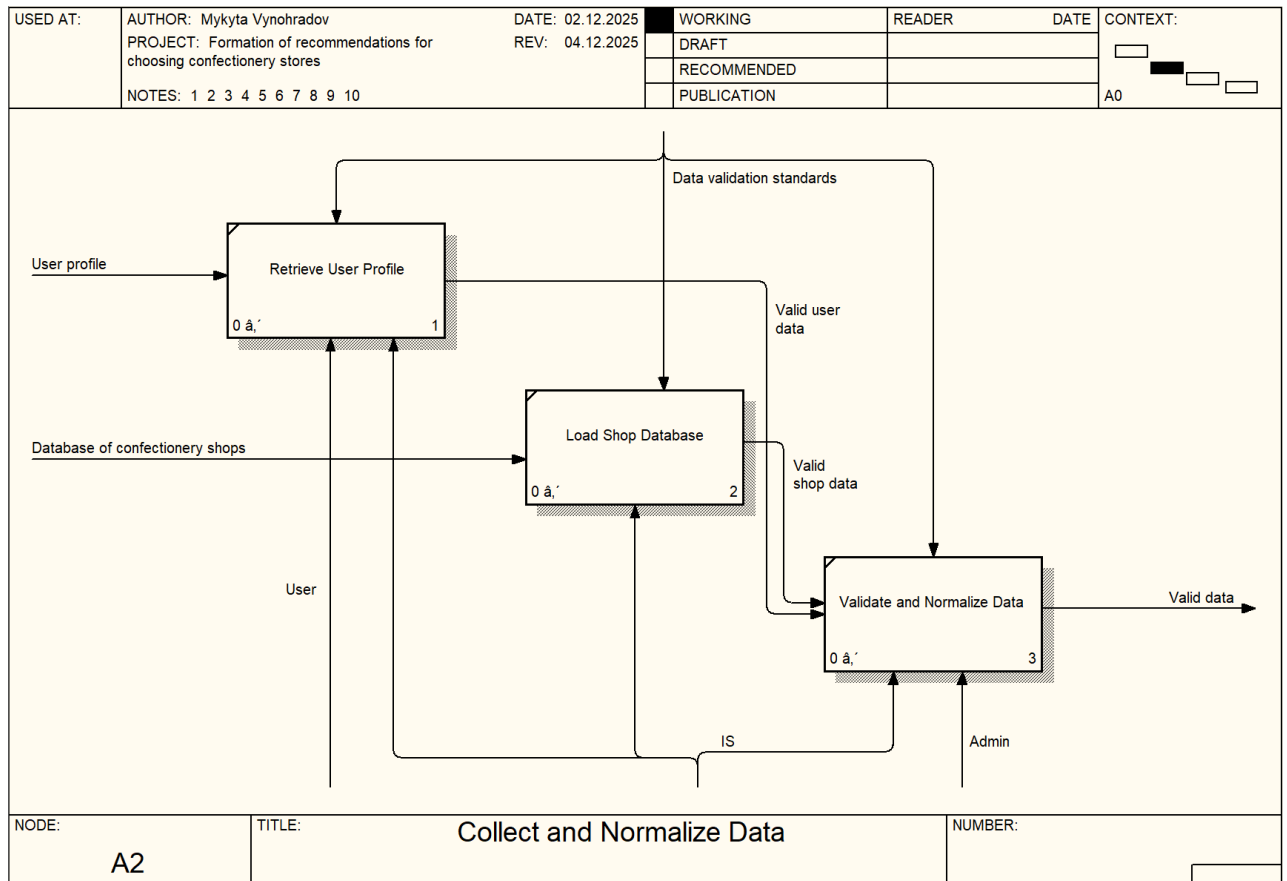 USED AT:
AUTHOR: Mykyta Vynohradov
DATE: 02.12.2025
PROJECT: Formation of recommendations for
choosing confectionery stores
REV: 04.12.2025
NOTES: 1 2 3 4 5 6 7 8 9 10
WORKING
DRAFT
RECOMMENDED
PUBLICATION
READER
DATE
CONTEXT:
A0
Data validation standards
User profile
Retrieve User Profile
0 â‚´
1
Valid user
data
Database of confectionery shops
Load Shop Database
0 â‚´
2
Valid
shop data
User
Validate and Normalize Data
0 â‚´
3
Valid data
IS
Admin
NODE:
A2
TITLE:
Collect and Normalize Data
NUMBER: